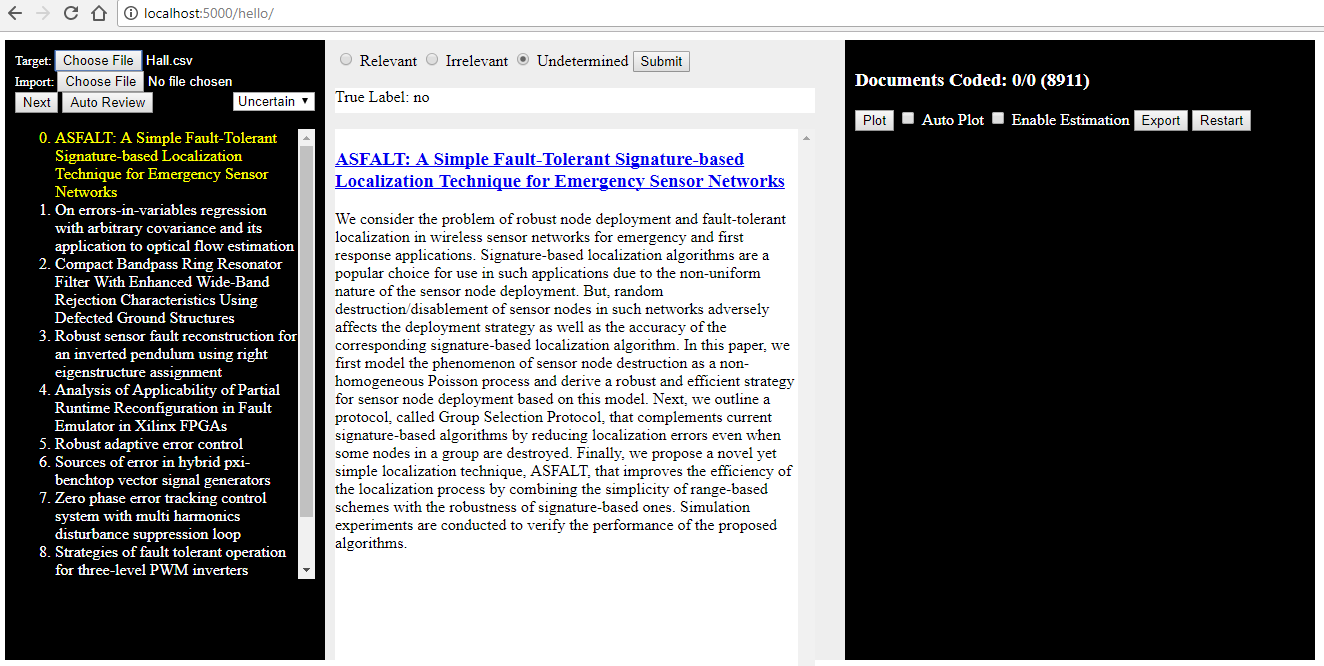 localhost:5000/hello/
Target: Choose File Hall.csv
Import: Choose File No file chosen
Next Auto Review Uncertain
0. ASFALT: A Simple Fault-Tolerant
Signature-based Localization
Technique for Emergency Sensor
Networks
1. On errors-in-variables regression
with arbitrary covariance and its
application to optical flow estimation
2. Compact Bandpass Ring Resonator
Filter With Enhanced Wide-Band
Rejection Characteristics Using
Defected Ground Structures
3. Robust sensor fault reconstruction for
an inverted pendulum using right
eigenstructure assignment
4. Analysis of Applicability of Partial
Runtime Reconfiguration in Fault
Emulator in Xilinx FPGAs
5. Robust adaptive error control
6. Sources of error in hybrid pxi-
benchtop vector signal generators
7. Zero phase error tracking control
system with multi harmonics
disturbance suppression loop
8. Strategies of fault tolerant operation
for three-level PWM inverters
Relevant Irrelevant Undetermined Submit
True Label: no
ASFALT: A Simple Fault-Tolerant Signature-based
Localization Technique for Emergency Sensor Networks
We consider the problem of robust node deployment and fault-tolerant
localization in wireless sensor networks for emergency and first
response applications. Signature-based localization algorithms are a
popular choice for use in such applications due to the non-uniform
nature of the sensor node deployment. But, random
destruction/disablement of sensor nodes in such networks adversely
affects the deployment strategy as well as the accuracy of the
corresponding signature-based localization algorithm. In this paper, we
first model the phenomenon of sensor node destruction as a non-
homogeneous Poisson process and derive a robust and efficient strategy
for sensor node deployment based on this model. Next, we outline a
protocol, called Group Selection Protocol, that complements current
signature-based algorithms by reducing localization errors even when
some nodes in a group are destroyed. Finally, we propose a novel yet
simple localization technique, ASFALT, that improves the efficiency of
the localization process by combining the simplicity of range-based
schemes with the robustness of signature-based ones. Simulation
experiments are conducted to verify the performance of the proposed
algorithms.
Documents Coded: 0/0 (8911)
Plot Auto Plot Enable Estimation Export Restart